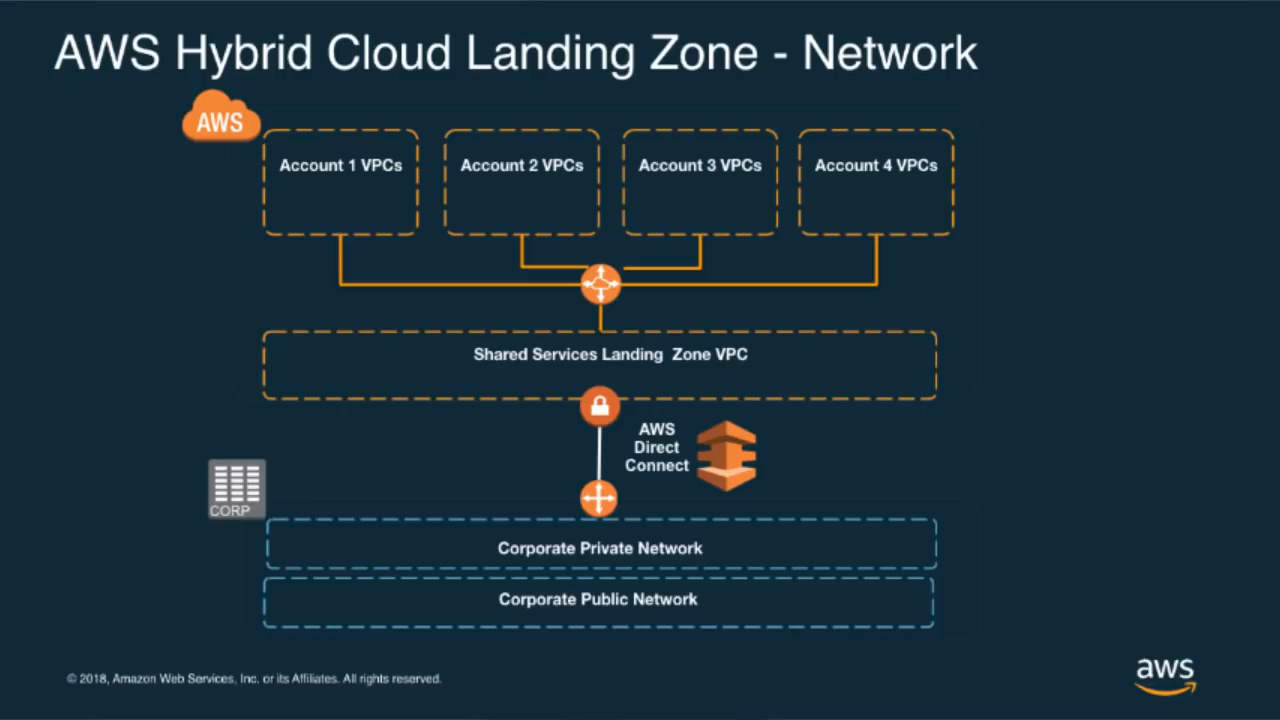 AWS Hybrid Cloud Landing Zone - Network
AWS
Account 1 VPCs
Account 2 VPCs
Account 3 VPCs
Account 4 VPCs
Shared Services Landing Zone VPC
AWS
Direct
Connect
CORP
Corporate Private Network
Corporate Public Network
© 2018, Amazon Web Services, Inc. or its Affiliates. All rights reserved.
aws